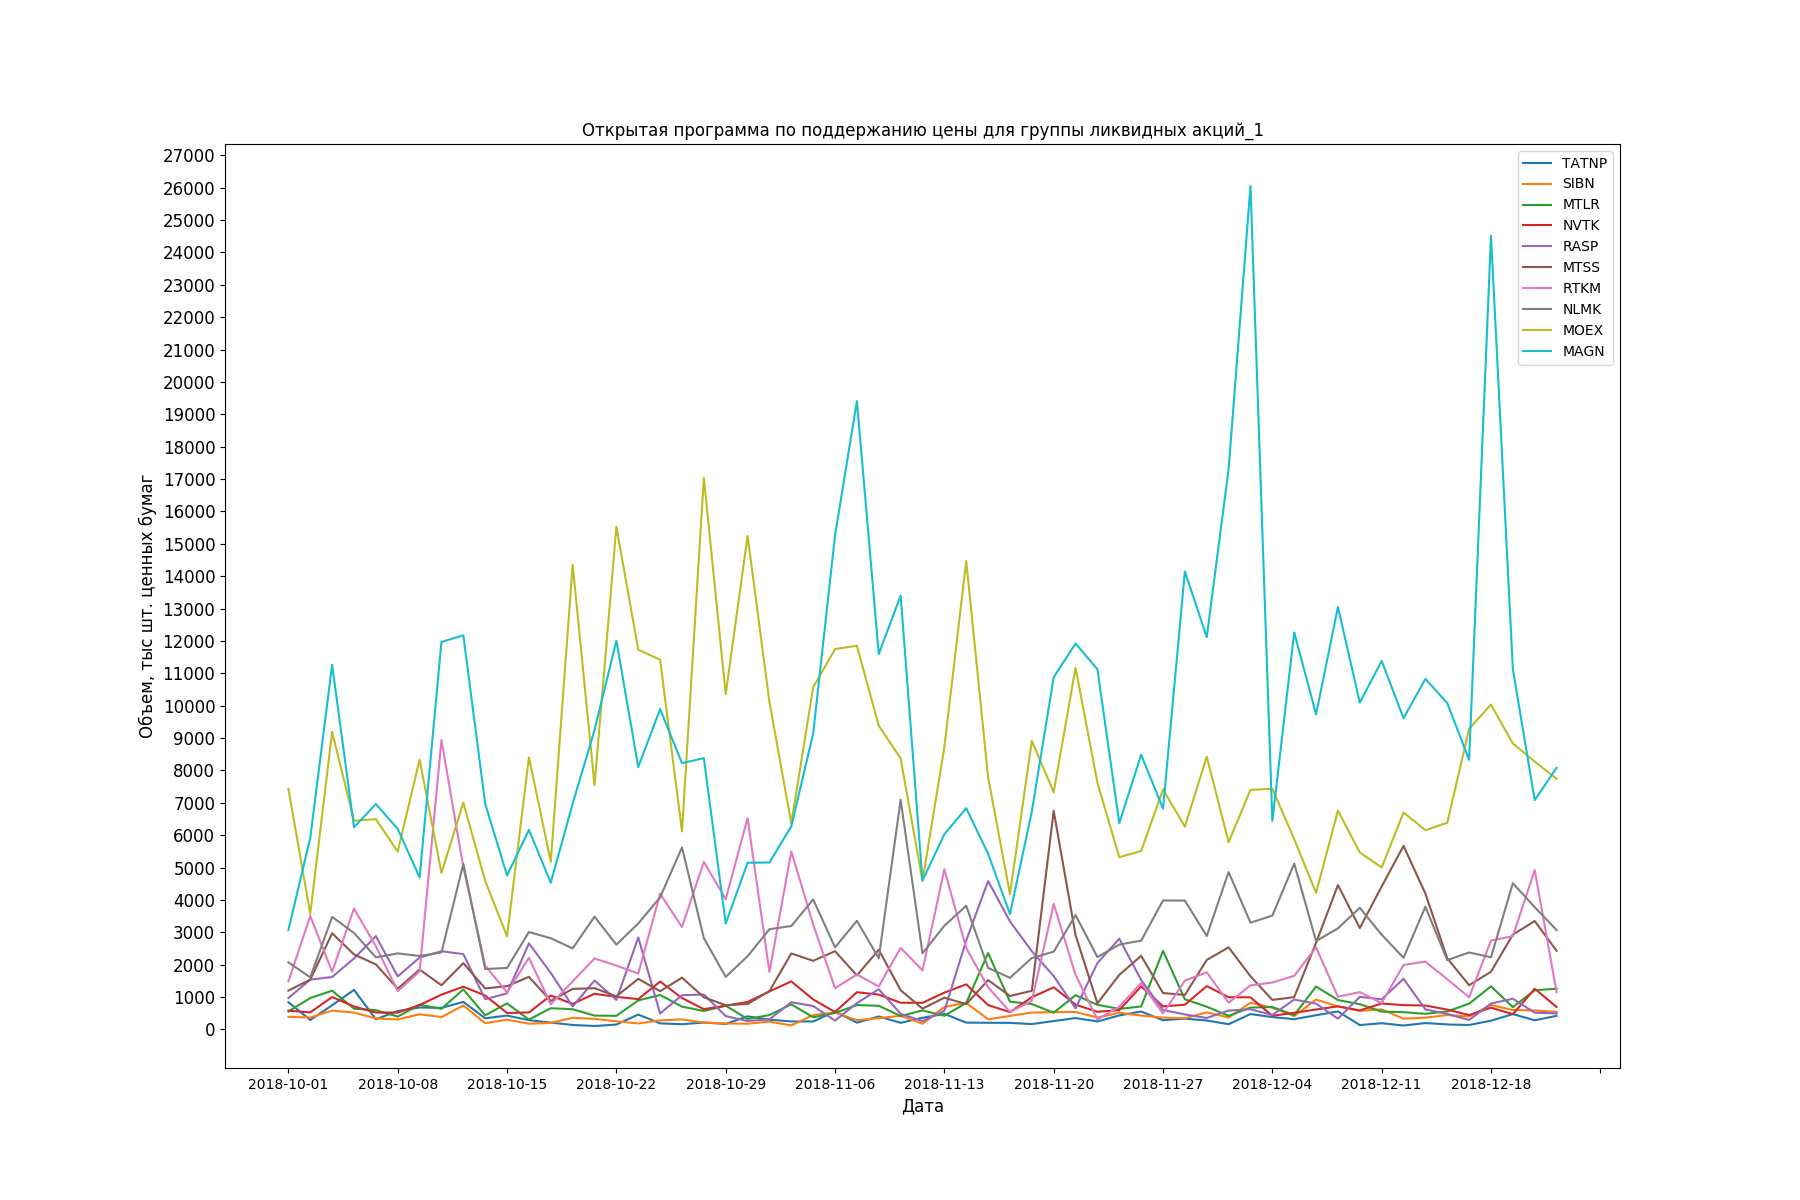 Открытая программа по поддержанию цены для группы ликвидных акций_1
27000
26000
25000
24000
23000
22000
21000
20000
19000
18000
17000
16000
15000
14000
13000
12000
11000
10000
9000
8000
7000
6000
5000
4000
3000
2000
1000
0
Объем, тыс шт. ценных бумаг
TATNP
SIBN
MTLR
NVTK
RASP
MTSS
RTKM
NLMK
MOEX
MAGN
2018-10-01 2018-10-08 2018-10-15 2018-10-22 2018-10-29 2018-11-06 2018-11-13 2018-11-20 2018-11-27 2018-12-04 2018-12-11 2018-12-18
Дата